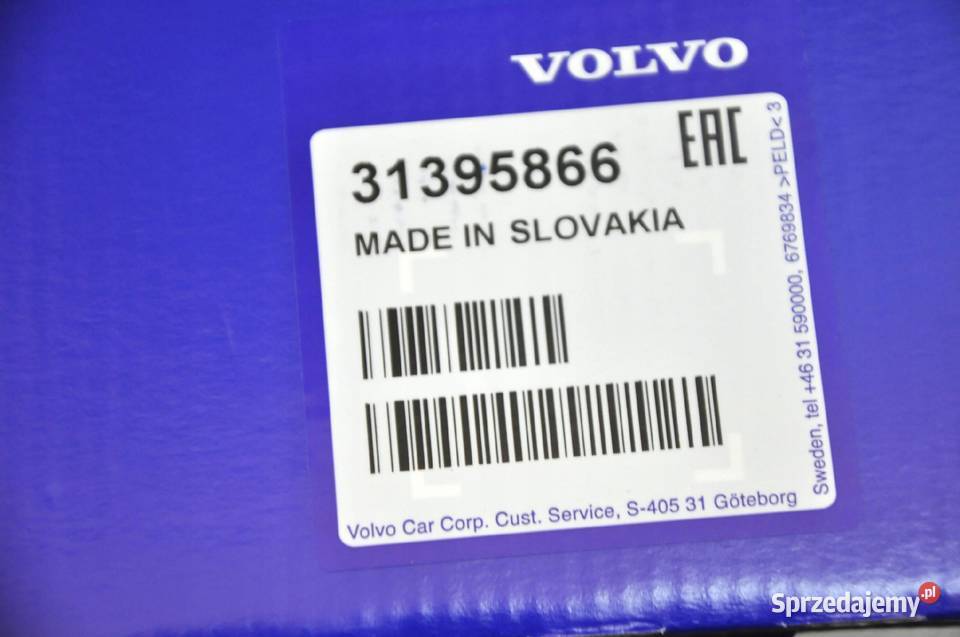 VOLVO
31395866
EAC
MADE IN SLOVAKIA
Volvo Car Corp. Cust. Service, S-405 31 Göteborg
Sweden, tel +46 31 590000, 6769834 >PELD< 3
Sprzedajemy.pl